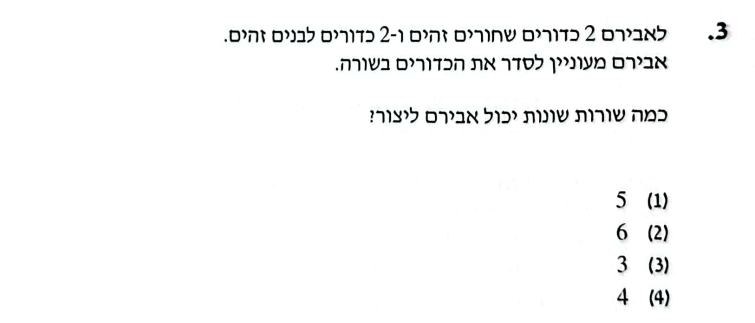 3. לאבירם 2 כדורים שחורים זהים ו-2 כדורים לבנים זהים.
אבירם מעוניין לסדר את הכדורים בשורה.
כמה שורות שונות יכול אבירם ליצור?
(1) 5
(2) 6
(3) 3
(4) 4